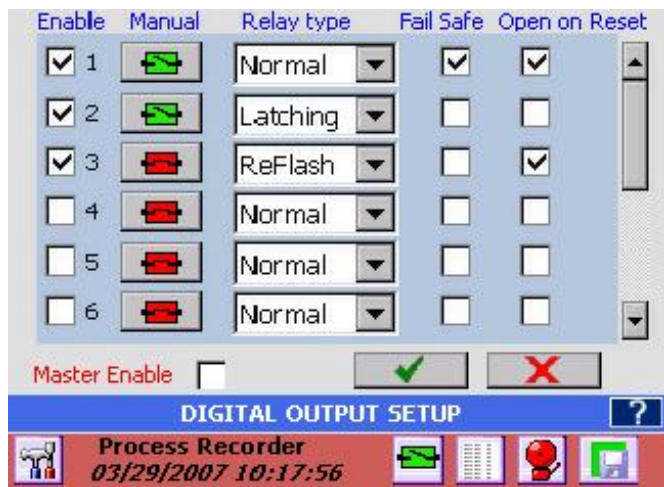 Enable Manual Relay type Fail Safe Open on Reset
1 Normal
2 Latching
3 ReFlash
4 Normal
5 Normal
6 Normal
Master Enable
DIGITAL OUTPUT SETUP ?
Process Recorder
03/29/2007 10:17:56